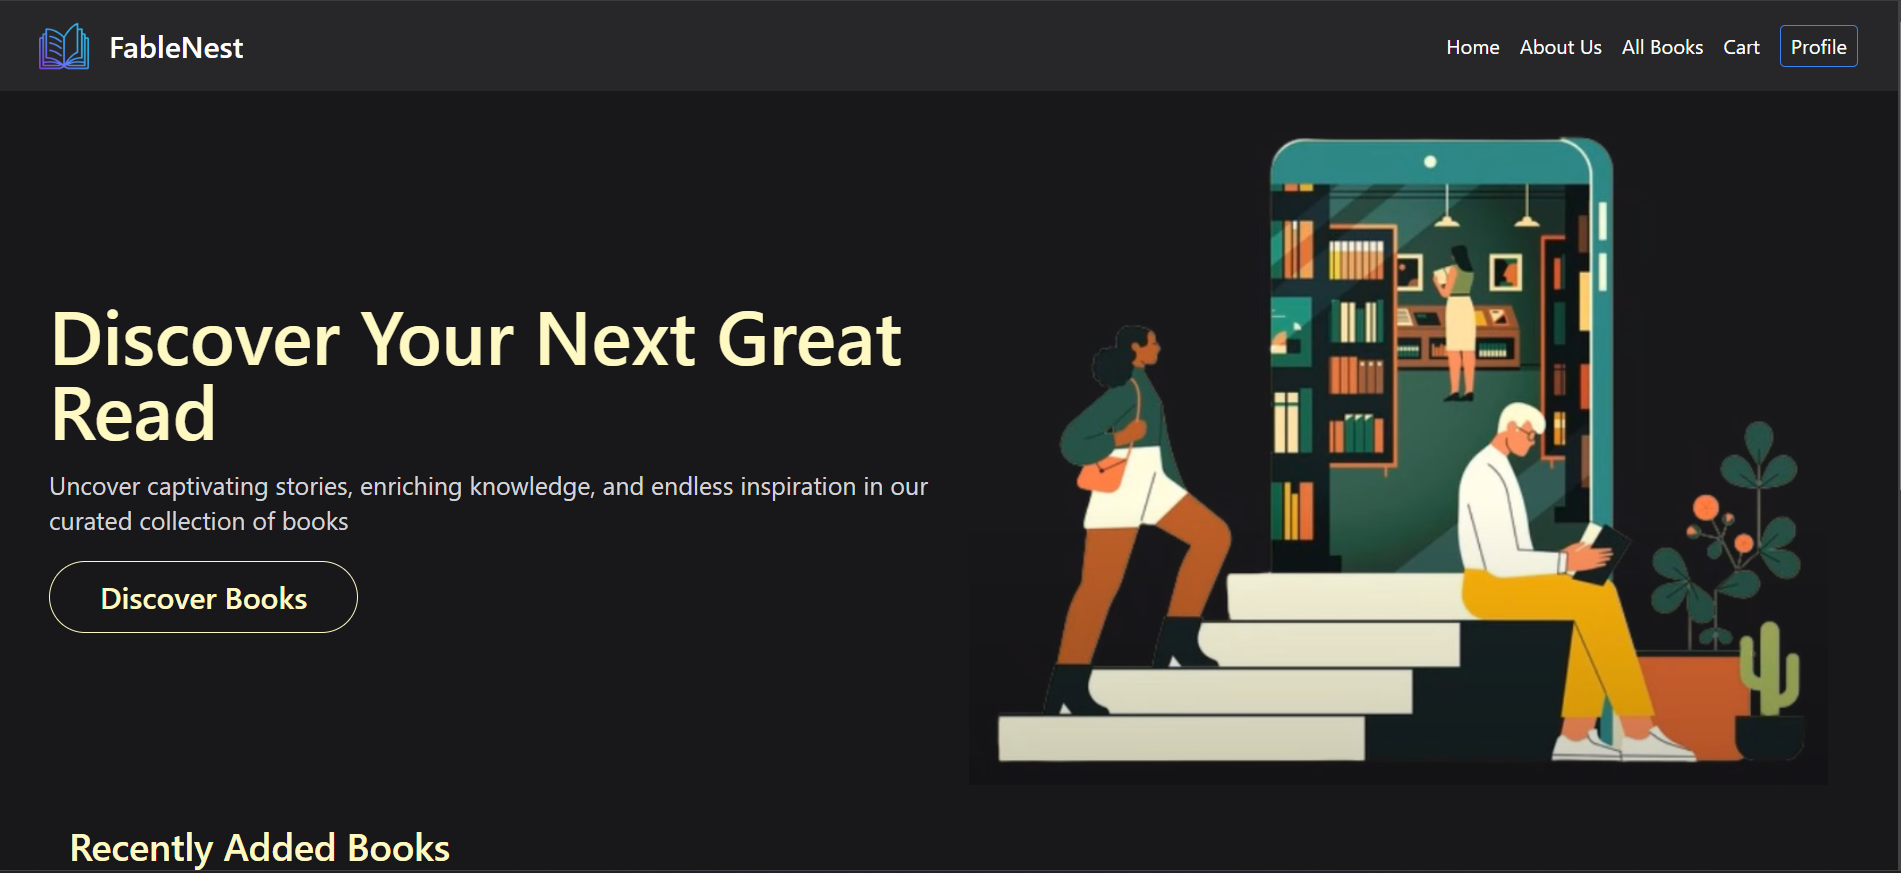 FableNest
Home About Us All Books Cart Profile
Discover Your Next Great
Read
Uncover captivating stories, enriching knowledge, and endless inspiration in our
curated collection of books
Discover Books
Recently Added Books